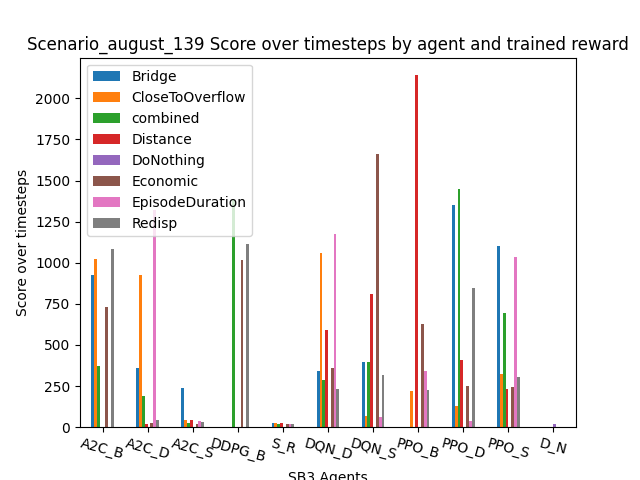 Scenario_august_139 Score over timesteps by agent and trained reward
Bridge
CloseToOverflow
combined
Distance
DoNothing
Economic
EpisodeDuration
Redisp
Score over timesteps
2000
1750
1500
1250
1000
750
500
250
0
A2C_B
A2C_D
A2C_S
DDPG_B
S_R
DQN_D
DQN_S
PPO_B
PPO_D
PPO_S
D_N
SB3 Agents